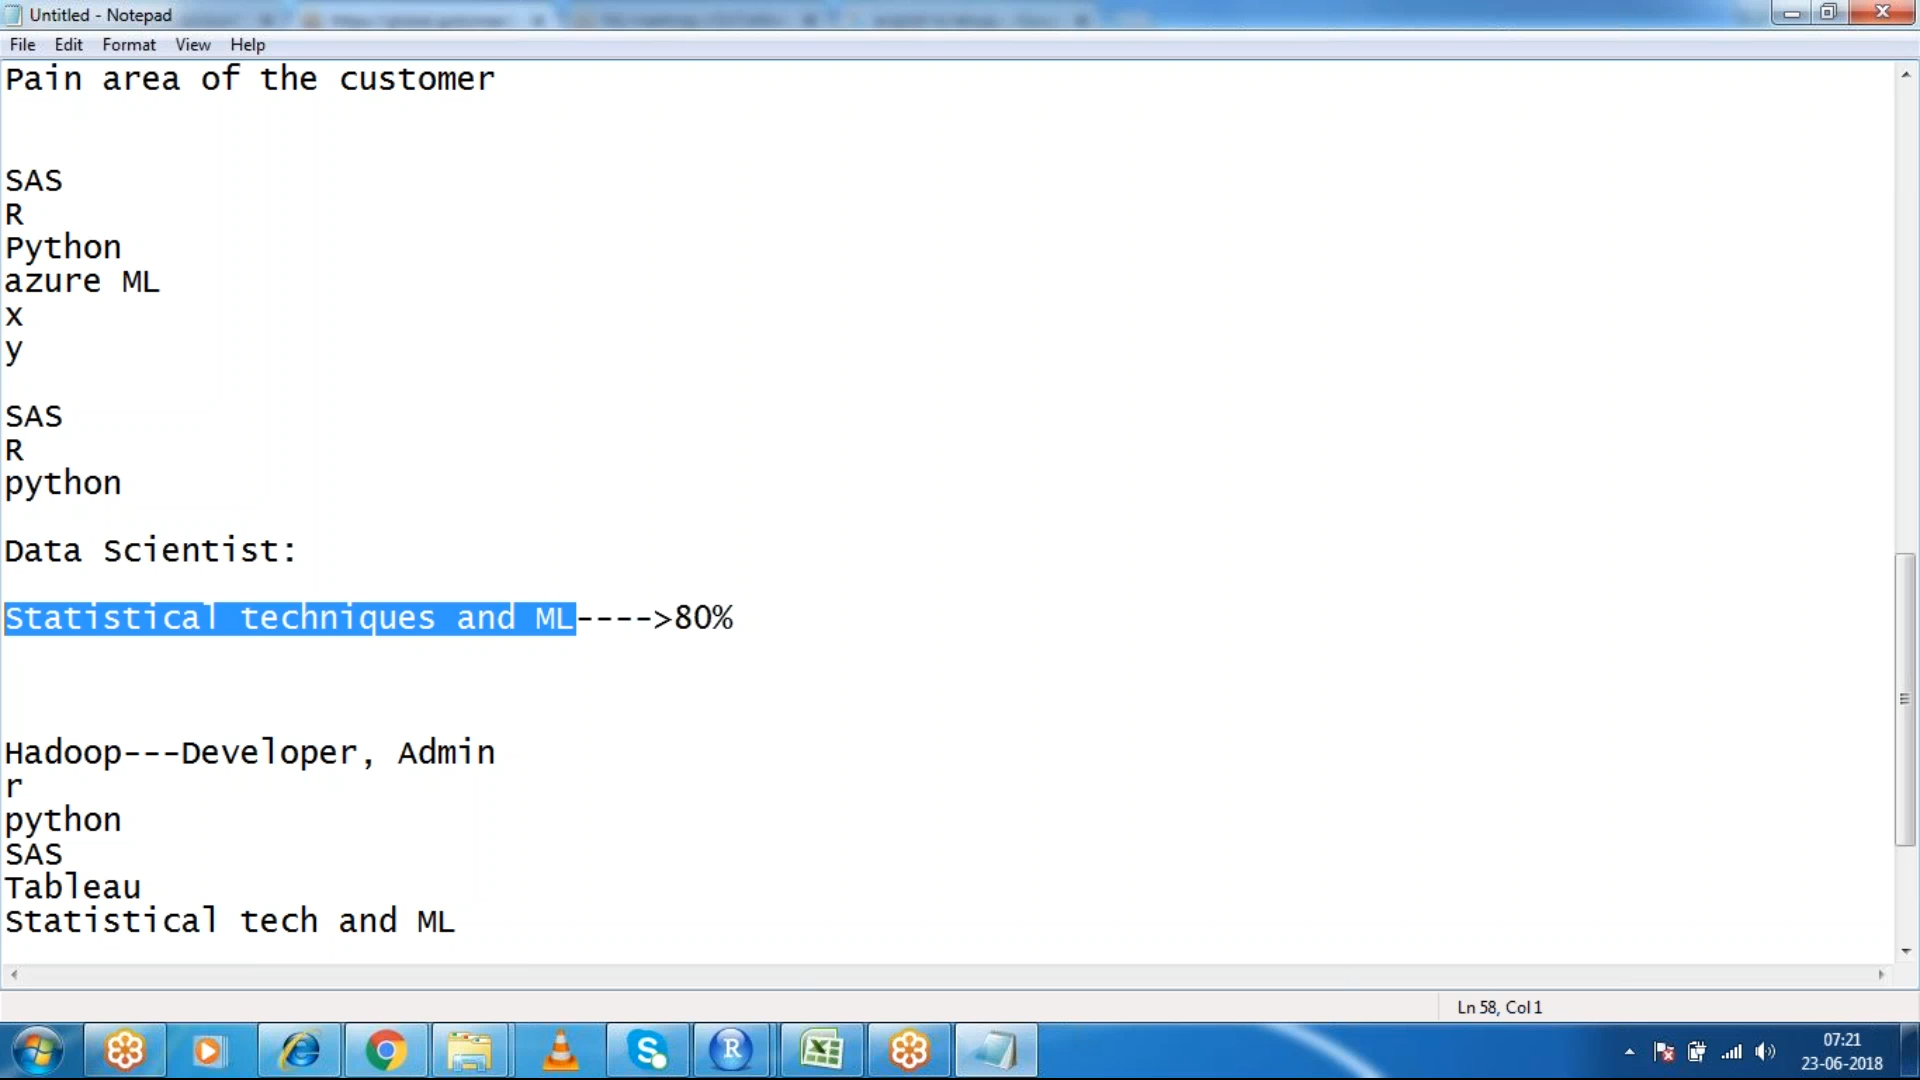 Untitled - Notepad
File Edit Format View Help
Pain area of the customer
SAS
R
Python
azure ML
x
y
SAS
R
python
Data Scientist:
Statistical techniques and ML---->80%
Hadoop---Developer, Admin
r
python
SAS
Tableau
Statistical tech and ML
Ln 58, Col 1
07:21
23-06-2018